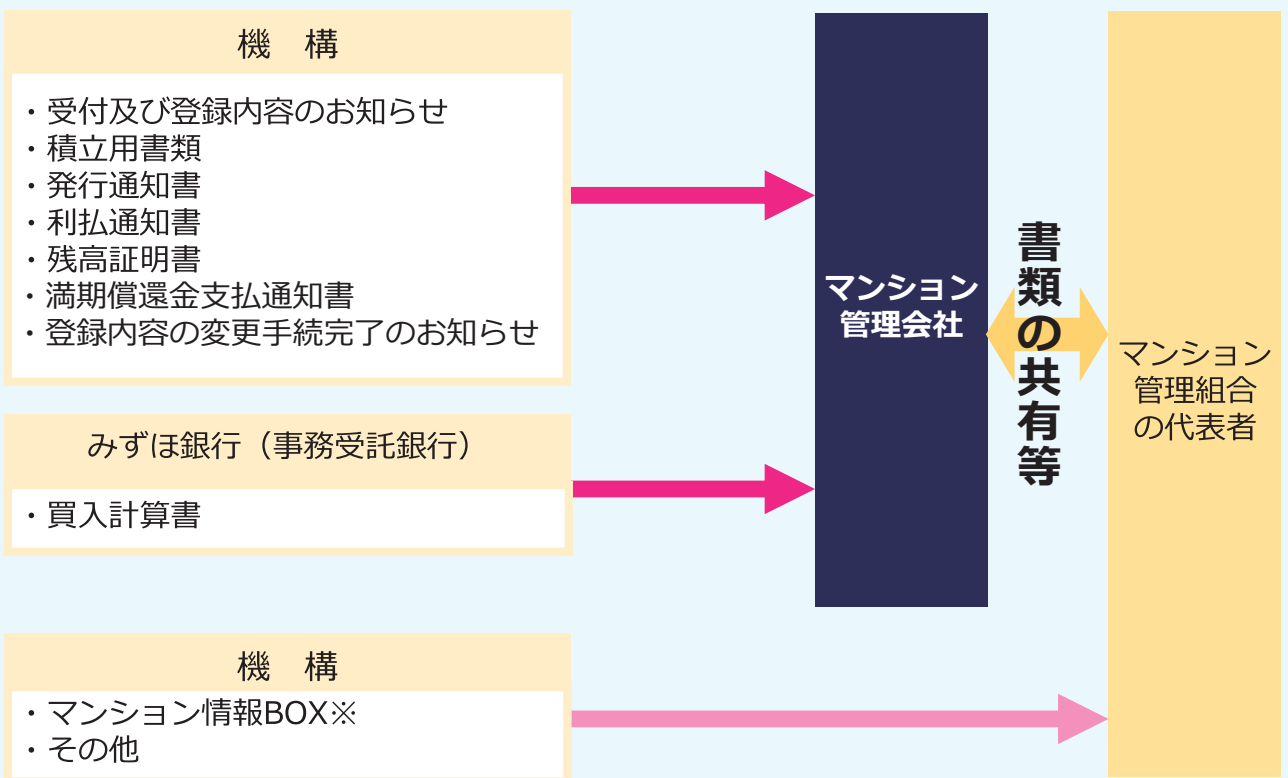 機　構
・受付及び登録内容のお知らせ
・積立用書類
・発行通知書
・利払通知書
・残高証明書
・満期償還金支払通知書
・登録内容の変更手続完了のお知らせ
みずほ銀行（事務受託銀行）
・買入計算書
機　構
・マンション情報BOX※
・その他
マンション
管理会社
書類の共有等
マンション
管理組合
の代表者